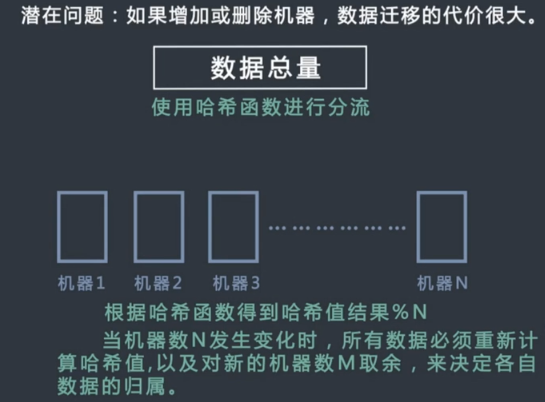 潜在问题：如果增加或删除机器，数据迁移的代价很大。
数据总量
使用哈希函数进行分流
………………
机器1 机器2 机器3 机器N
根据哈希函数得到哈希值结果%N
当机器数N发生变化时，所有数据必须重新计
算哈希值,以及对新的机器数M取余，来决定各自
数据的归属。